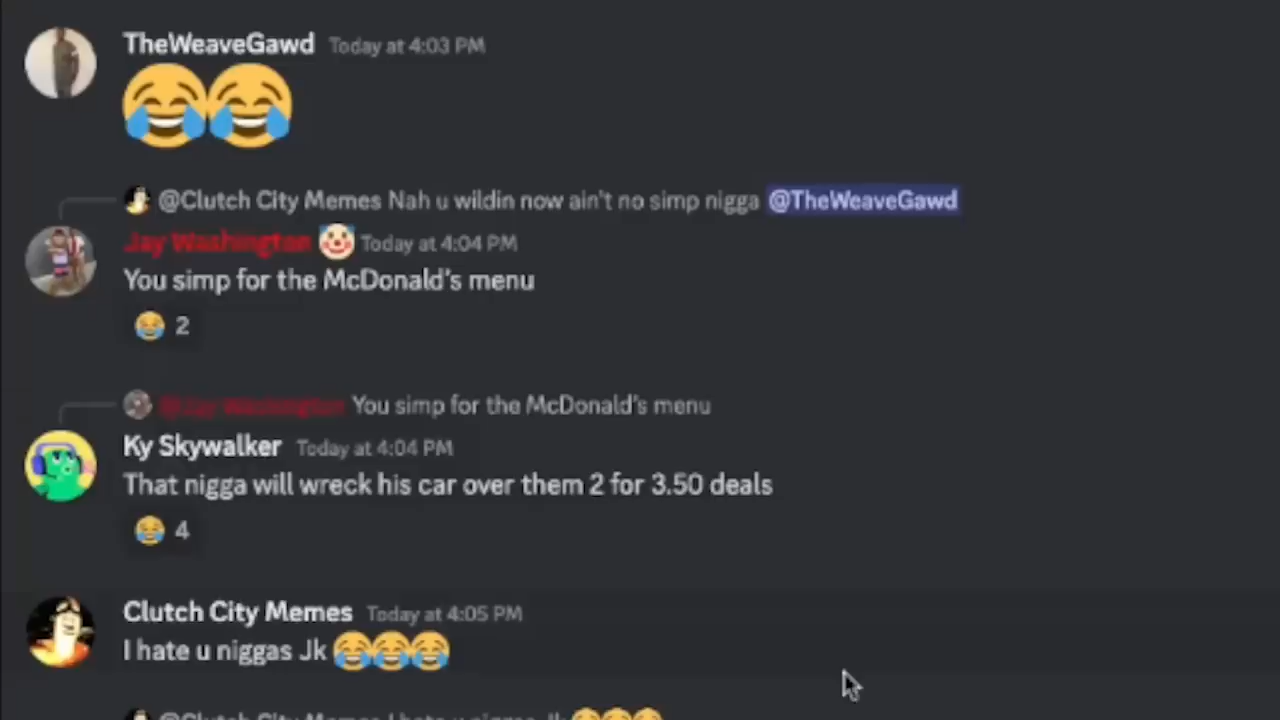 TheWeaveGawd Today at 4:03 PM
😂😂
@Clutch City Memes Nah u wildin now ain't no simp nigga @TheWeaveGawd
Jay Washington 🤡 Today at 4:04 PM
You simp for the McDonald's menu
😂 2
@Jay Washington You simp for the McDonald's menu
Ky Skywalker Today at 4:04 PM
That nigga will wreck his car over them 2 for 3.50 deals
😂 4
Clutch City Memes Today at 4:05 PM
I hate u niggas Jk 😂😂😂
@Clutch City Memes I hate u niggas Jk 😂😂😂